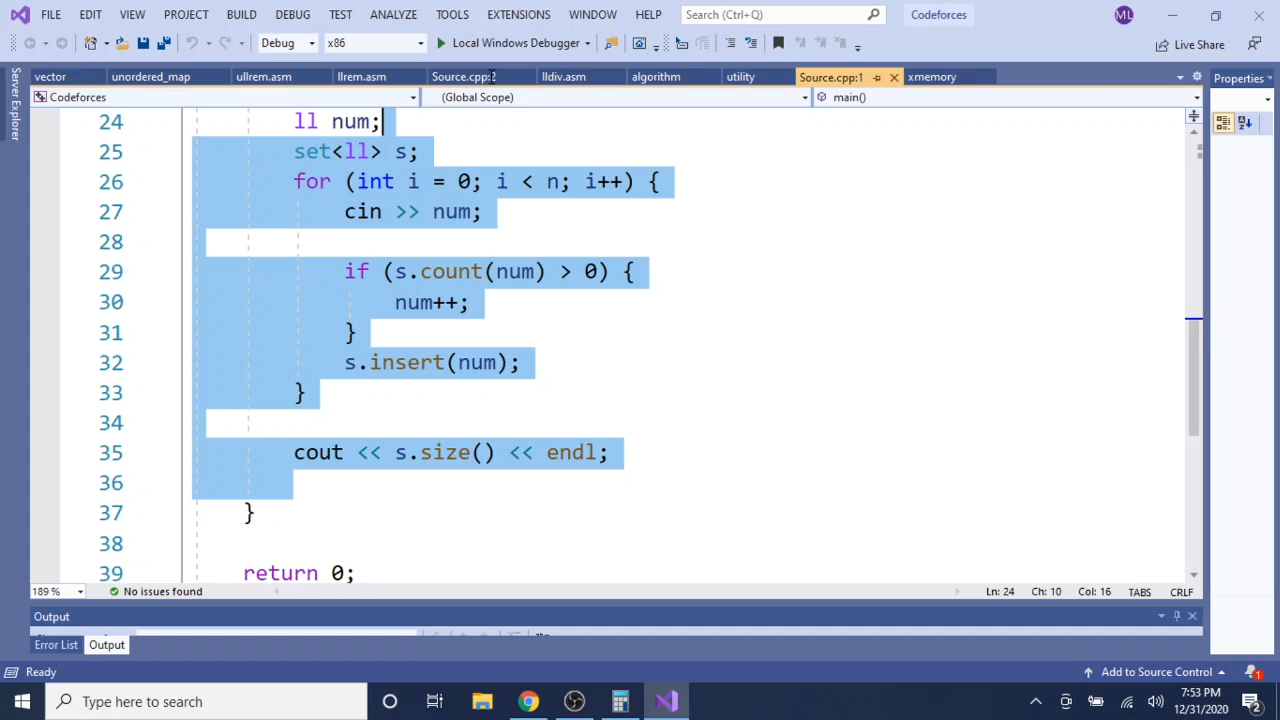 FILE EDIT VIEW PROJECT BUILD DEBUG TEST ANALYZE TOOLS EXTENSIONS WINDOW HELP Search (Ctrl+Q) Codeforces ML
Debug x86 Local Windows Debugger Live Share
vector unordered_map ullrem.asm llrem.asm Source.cpp:2 lldiv.asm algorithm utility Source.cpp:1 xmemory Properties
Codeforces (Global Scope) main()
Server Explorer
24 ll num;
25 set<ll> s;
26 for (int i = 0; i < n; i++) {
27 cin >> num;
28
29 if (s.count(num) > 0) {
30 num++;
31 }
32 s.insert(num);
33 }
34
35 cout << s.size() << endl;
36
37 }
38
39 return 0;
189 % No issues found Ln: 24 Ch: 10 Col: 16 TABS CRLF
Output
Error List Output
Ready Add to Source Control 1
Type here to search 7:53 PM
12/31/2020 2